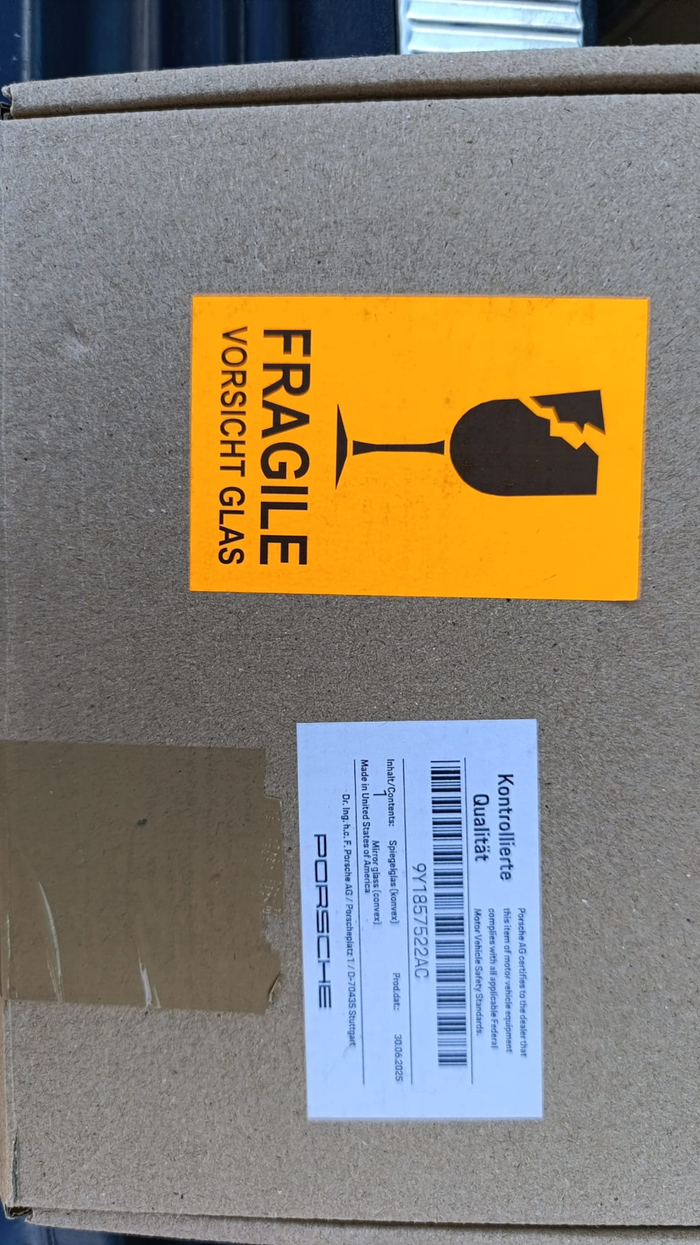 FRAGILE
VORSICHT GLAS
Kontrollierte
Qualität
Porsche AG certifies to the dealer that
this item of motor vehicle equipment
complies with all applicable Federal
Motor Vehicle Safety Standards.
9Y1857522AC
Inhalt/Contents: Spiegelglas (konvex) Prod.dat.: 30.06.2025
1 Mirror glass (convex)
Made in United States of America
Dr. Ing. h.c. F. Porsche AG / Porscheplatz 1 / D-70435 Stuttgart
PORSCHE